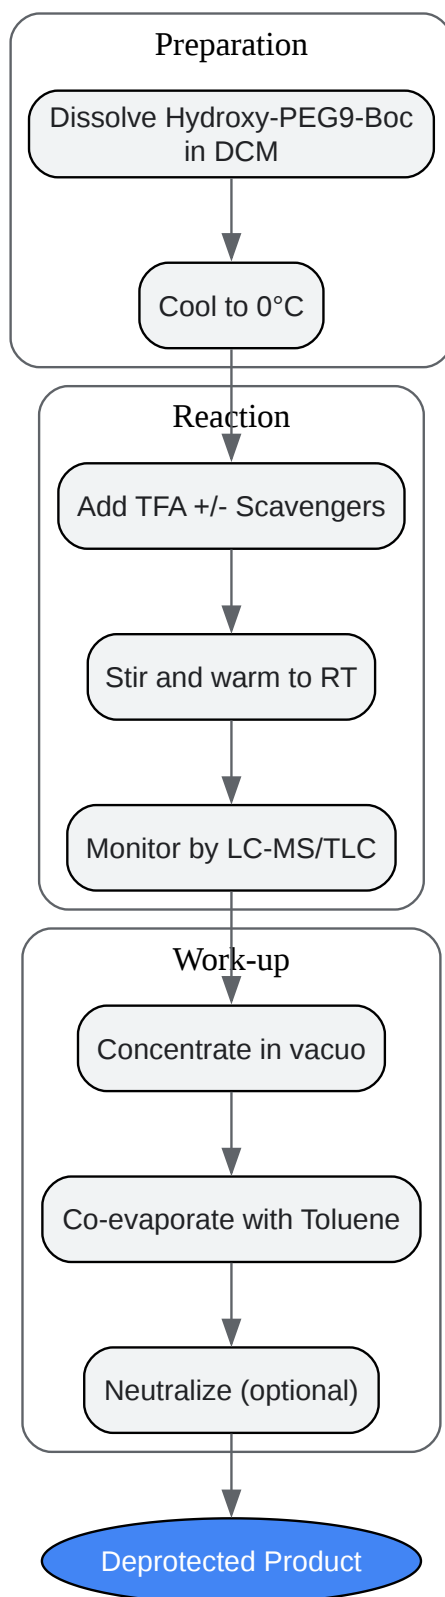 Preparation
Dissolve Hydroxy-PEG9-Boc
in DCM
Cool to 0°C
Reaction
Add TFA +/- Scavengers
Stir and warm to RT
Monitor by LC-MS/TLC
Work-up
Concentrate in vacuo
Co-evaporate with Toluene
Neutralize (optional)
Deprotected Product